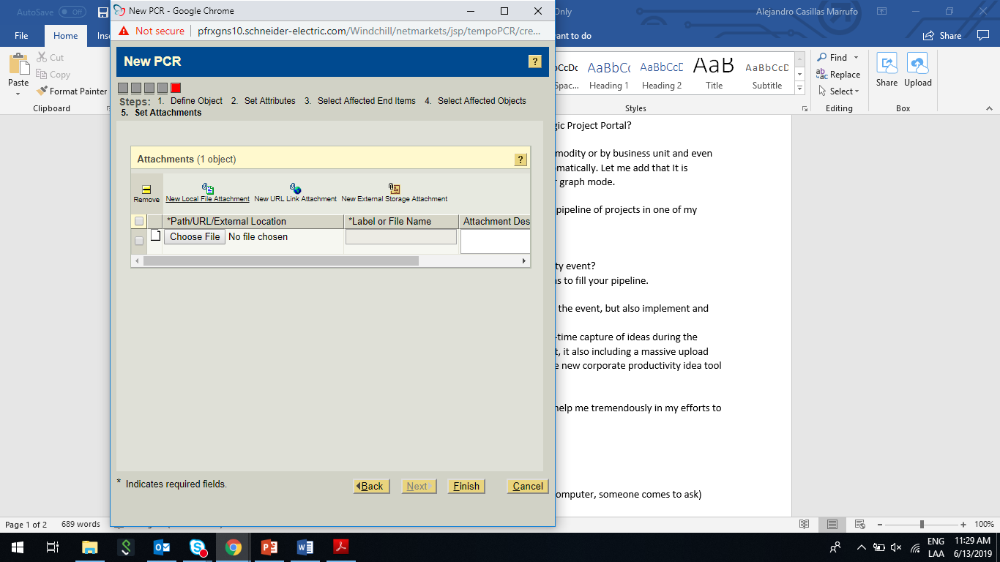 AutoSave Off
New PCR - Google Chrome
Only
Alejandro Casillas Marrufo
Not secure pfrxgns10.schneider-electric.com/Windchill/netmarkets/jsp/tempoPCR/cre...
File Home Inse
want to do
Share
Paste
Cut
Copy
Format Painter
Clipboard
New PCR
?
Steps: 1. Define Object 2. Set Attributes 3. Select Affected End Items 4. Select Affected Objects
5. Set Attachments
Attachments (1 object)
?
Remove New Local File Attachment New URL Link Attachment New External Storage Attachment
*Path/URL/External Location *Label or File Name Attachment Des
Choose File No file chosen
* Indicates required fields.
Back Next Finish Cancel
bCcDc AaBbCc AaBbCcD AaB AaBbCcD
Spac... Heading 1 Heading 2 Title Subtitle
Styles
Find
Replace
Select
Editing
Share Upload
Box
gic Project Portal?
modity or by business unit and even
matically. Let me add that It is
r graph mode.
pipeline of projects in one of my
ty event?
s to fill your pipeline.
the event, but also implement and
-time capture of ideas during the
t, it also including a massive upload
e new corporate productivity idea tool
help me tremendously in my efforts to
omputer, someone comes to ask)
Page 1 of 2 689 words
100%
ENG 11:29 AM
LAA 6/13/2019